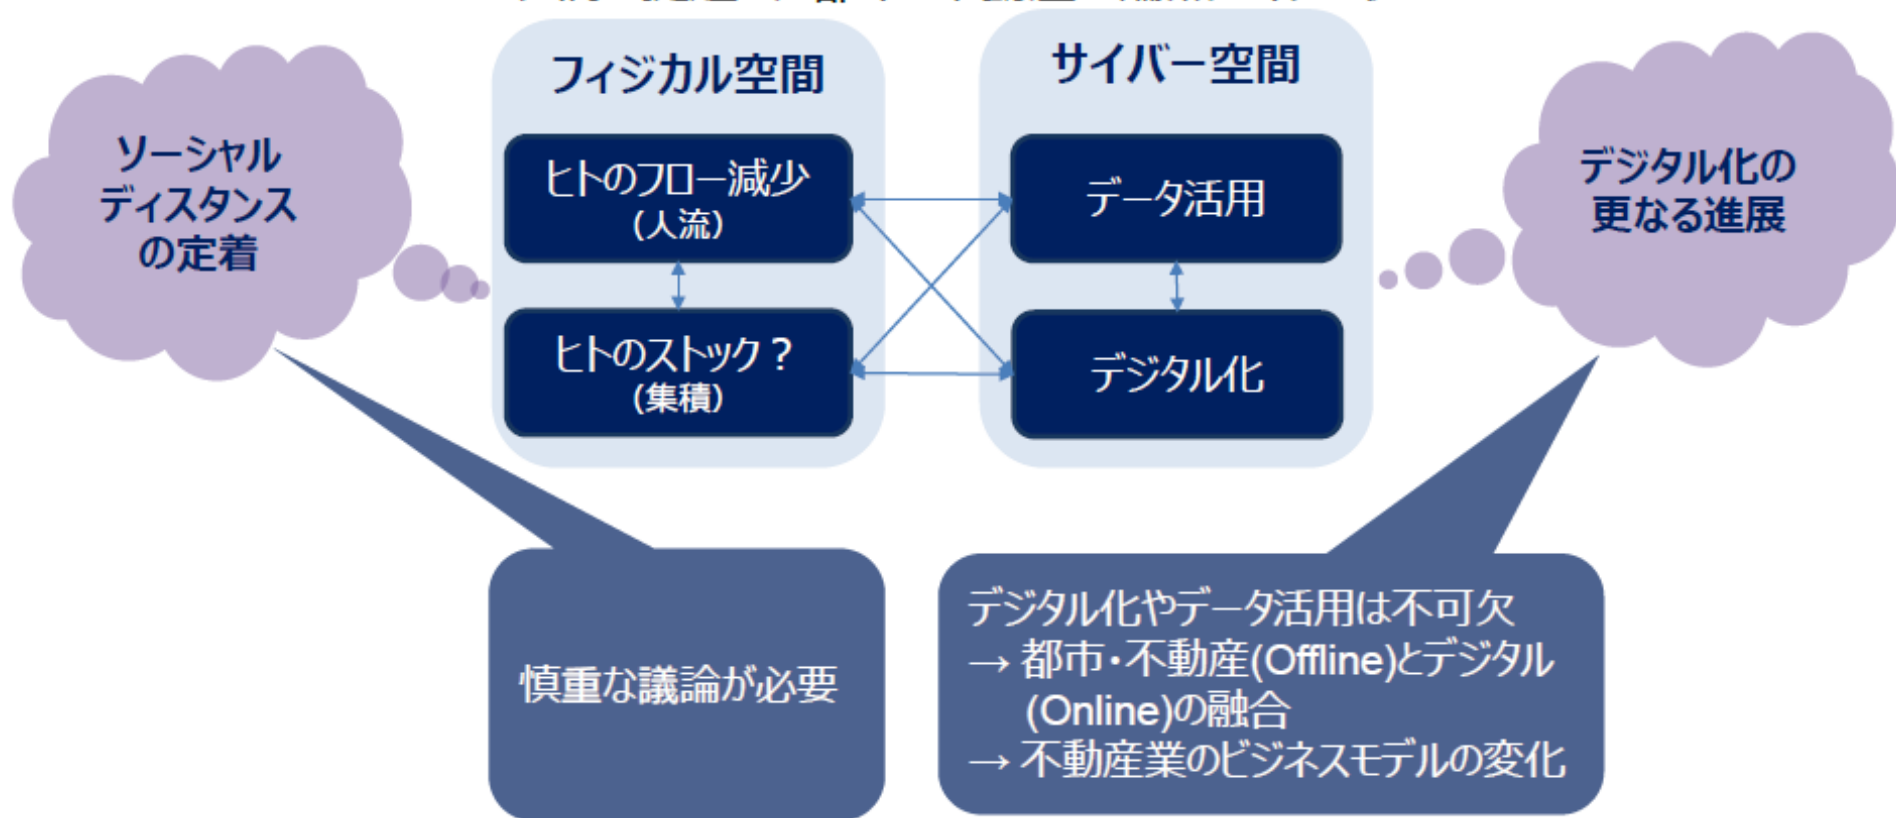 フィジカル空間
サイバー空間
ソーシャル
ディスタンス
の定着
ヒトのフロー減少
(人流)
データ活用
デジタル化の
更なる進展
ヒトのストック？
(集積)
デジタル化
慎重な議論が必要
デジタル化やデータ活用は不可欠
→ 都市・不動産(Offline)とデジタル
(Online)の融合
→ 不動産業のビジネスモデルの変化